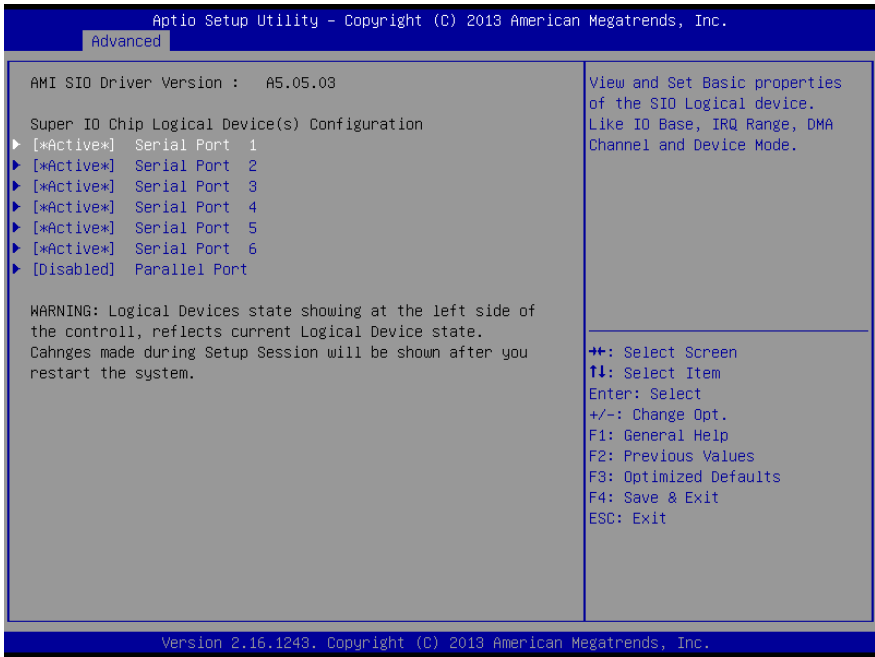 Aptio Setup Utility – Copyright (C) 2013 American Megatrends, Inc.
Advanced
AMI SIO Driver Version : A5.05.03
Super IO Chip Logical Device(s) Configuration
[*Active*] Serial Port 1
[*Active*] Serial Port 2
[*Active*] Serial Port 3
[*Active*] Serial Port 4
[*Active*] Serial Port 5
[*Active*] Serial Port 6
[Disabled] Parallel Port
WARNING: Logical Devices state showing at the left side of
the controll, reflects current Logical Device state.
Cahnges made during Setup Session will be shown after you
restart the system.
View and Set Basic properties
of the SIO Logical device.
Like IO Base, IRQ Range, DMA
Channel and Device Mode.
→←: Select Screen
↑↓: Select Item
Enter: Select
+/-: Change Opt.
F1: General Help
F2: Previous Values
F3: Optimized Defaults
F4: Save & Exit
ESC: Exit
Version 2.16.1243. Copyright (C) 2013 American Megatrends, Inc.